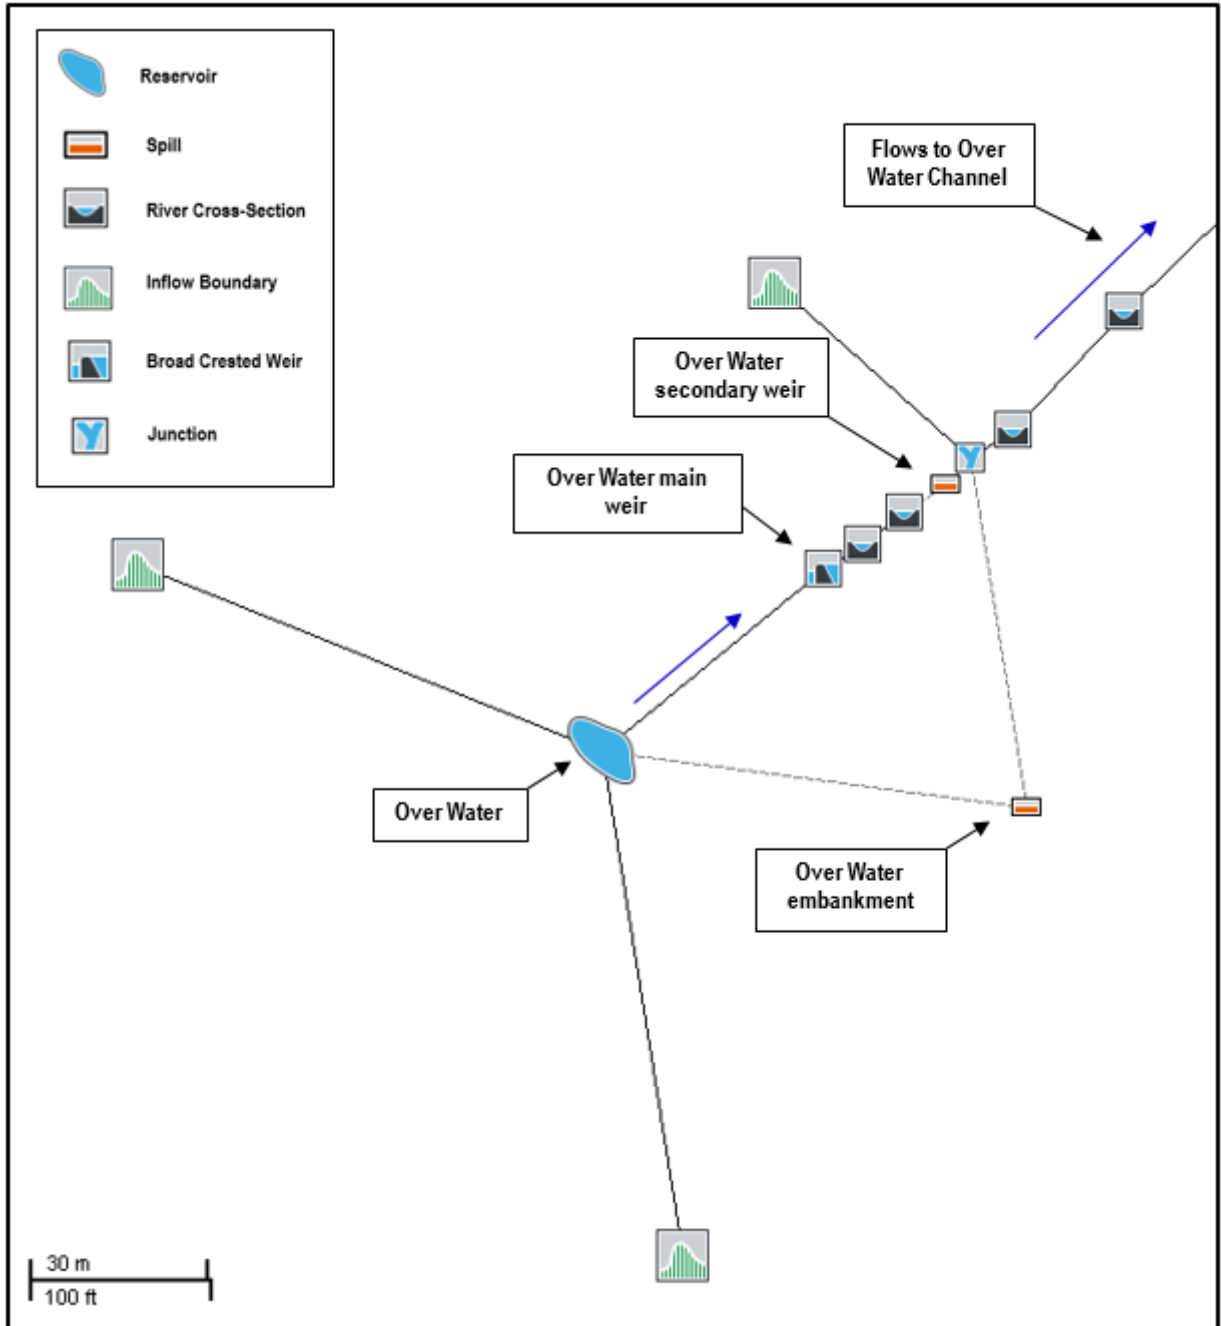 Reservoir
Spill
River Cross-Section
Inflow Boundary
Broad Crested Weir
Junction
Flows to Over
Water Channel
Over Water
secondary weir
Over Water main
weir
Over Water
Over Water
embankment
30 m
100 ft